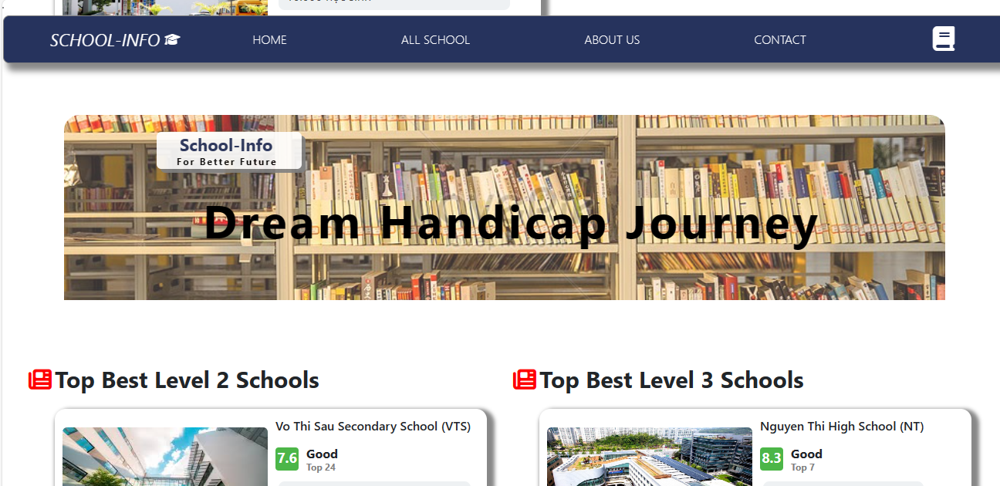 SCHOOL-INFO
HOME
ALL SCHOOL
ABOUT US
CONTACT
School-Info
For Better Future
Dream Handicap Journey
Top Best Level 2 Schools
Top Best Level 3 Schools
Vo Thi Sau Secondary School (VTS)
7.6 Good
Top 24
Nguyen Thi High School (NT)
8.3 Good
Top 7